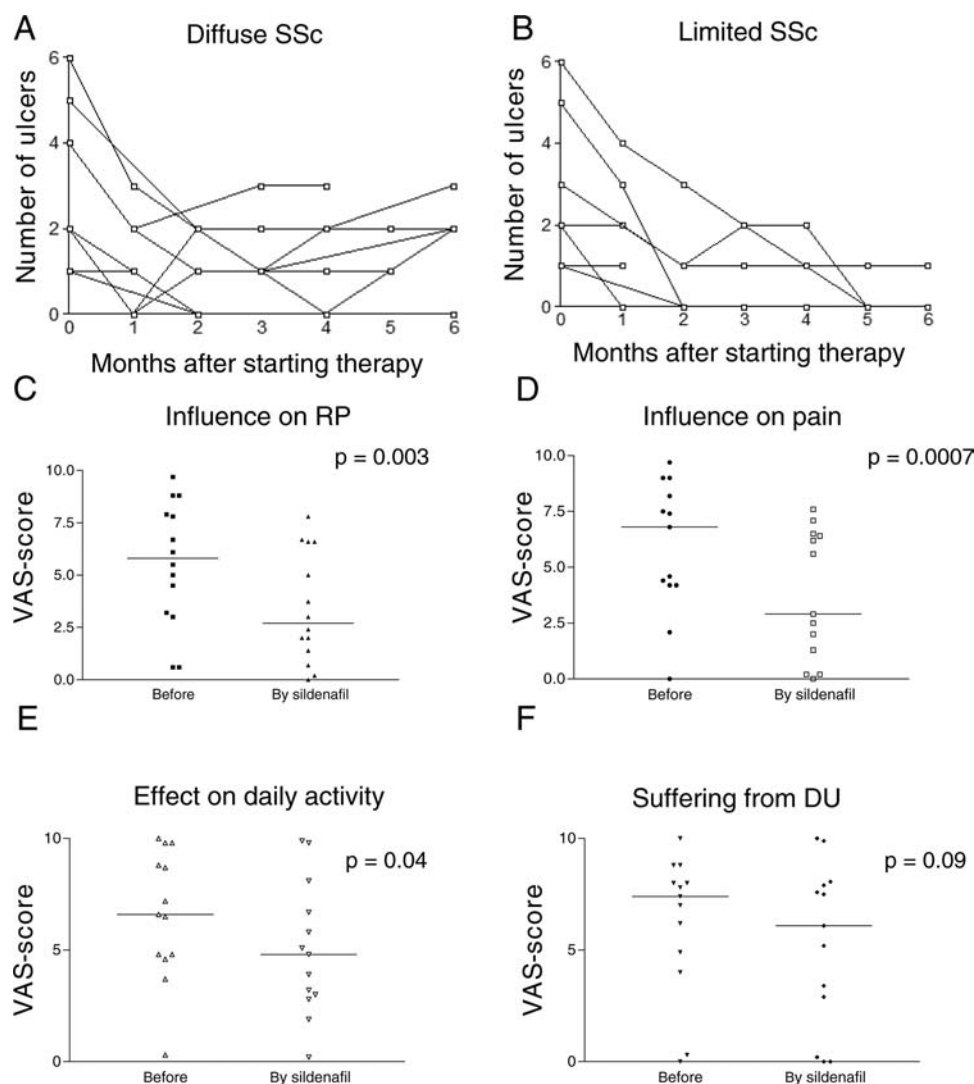 A
Diffuse SSc
Number of ulcers
6
4
2
0
0 1 2 3 4 5 6
Months after starting therapy
B
Limited SSc
Number of ulcers
6
4
2
0
0 1 2 3 4 5 6
Months after starting therapy
C
Influence on RP
p = 0.003
VAS-score
10.0
7.5
5.0
2.5
0.0
Before By sildenafil
D
Influence on pain
p = 0.0007
VAS-score
10.0
7.5
5.0
2.5
0.0
Before By sildenafil
E
Effect on daily activity
p = 0.04
VAS-score
10
5
0
Before By sildenafil
F
Suffering from DU
p = 0.09
VAS-score
10
5
0
Before By sildenafil